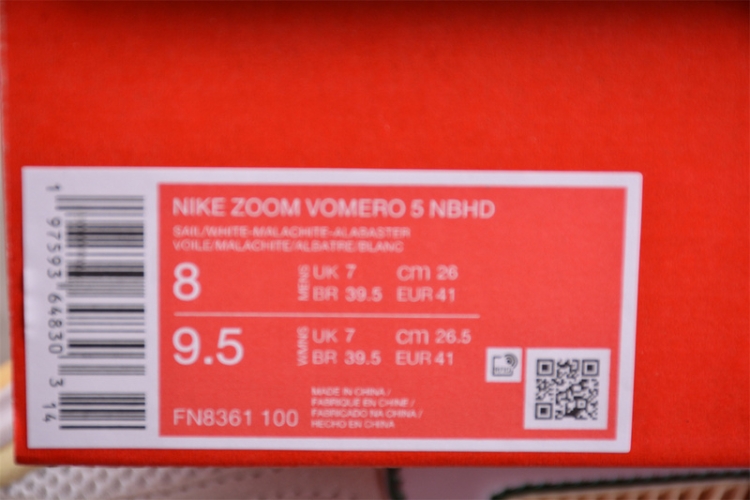 NIKE ZOOM VOMERO 5 NBHD
SAIL/WHITE-MALACHITE-ALABASTER
VOILE/MALACHITE/ALBATRE/BLANC
8
MENS
UK 7 cm 26
BR 39.5 EUR 41
9.5
WMNS
UK 7 cm 26.5
BR 39.5 EUR 41
FN8361 100
MADE IN CHINA /
FABRIQUE EN CHINE /
FABRICADO NA CHINA /
HECHO EN CHINA
1 97593 64830 3 14